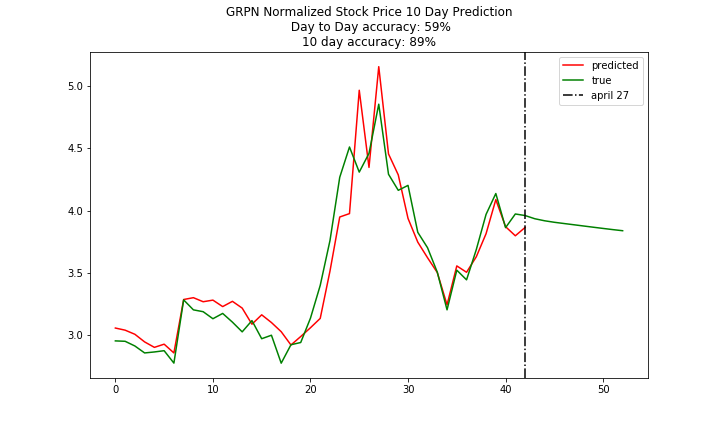 GRPN Normalized Stock Price 10 Day Prediction
Day to Day accuracy: 59%
10 day accuracy: 89%
predicted
true
april 27
5.0
4.5
4.0
3.5
3.0
0 10 20 30 40 50